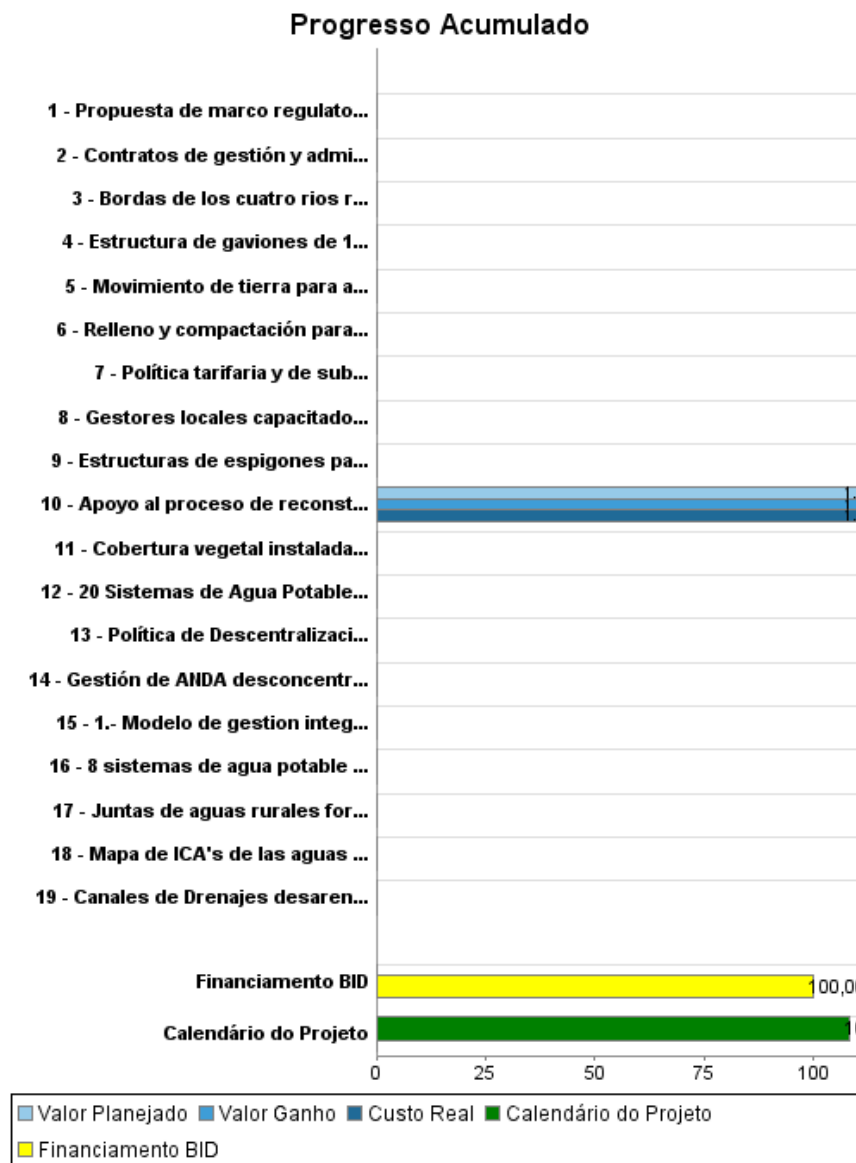 Progresso Acumulado
1 - Propuesta de marco regulato...
2 - Contratos de gestión y admi...
3 - Bordas de los cuatro rios r...
4 - Estructura de gaviones de 1...
5 - Movimiento de tierra para a...
6 - Relleno y compactación para...
7 - Política tarifaria y de sub...
8 - Gestores locales capacitado...
9 - Estructuras de espigones pa...
10 - Apoyo al proceso de reconst...
11 - Cobertura vegetal instalada...
12 - 20 Sistemas de Agua Potable...
13 - Política de Descentralizaci...
14 - Gestión de ANDA desconcentr...
15 - 1.- Modelo de gestion integ...
16 - 8 sistemas de agua potable ...
17 - Juntas de aguas rurales for...
18 - Mapa de ICA's de las aguas ...
19 - Canales de Drenajes desaren...
Financiamento BID 100,0
Calendário do Projeto
0 25 50 75 100
Valor Planejado Valor Ganho Custo Real Calendário do Projeto
Financiamento BID